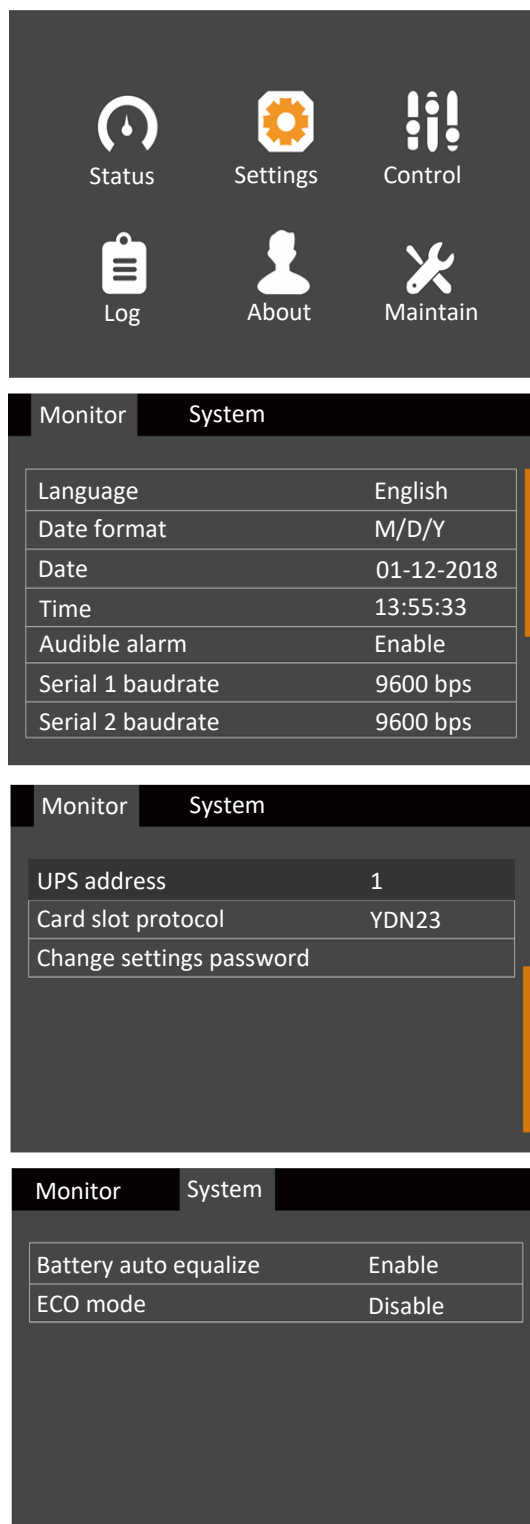 Status Settings Control
Log About Maintain
Monitor System
Language English
Date format M/D/Y
Date 01-12-2018
Time 13:55:33
Audible alarm Enable
Serial 1 baudrate 9600 bps
Serial 2 baudrate 9600 bps
Monitor System
UPS address 1
Card slot protocol YDN23
Change settings password
Monitor System
Battery auto equalize Enable
ECO mode Disable